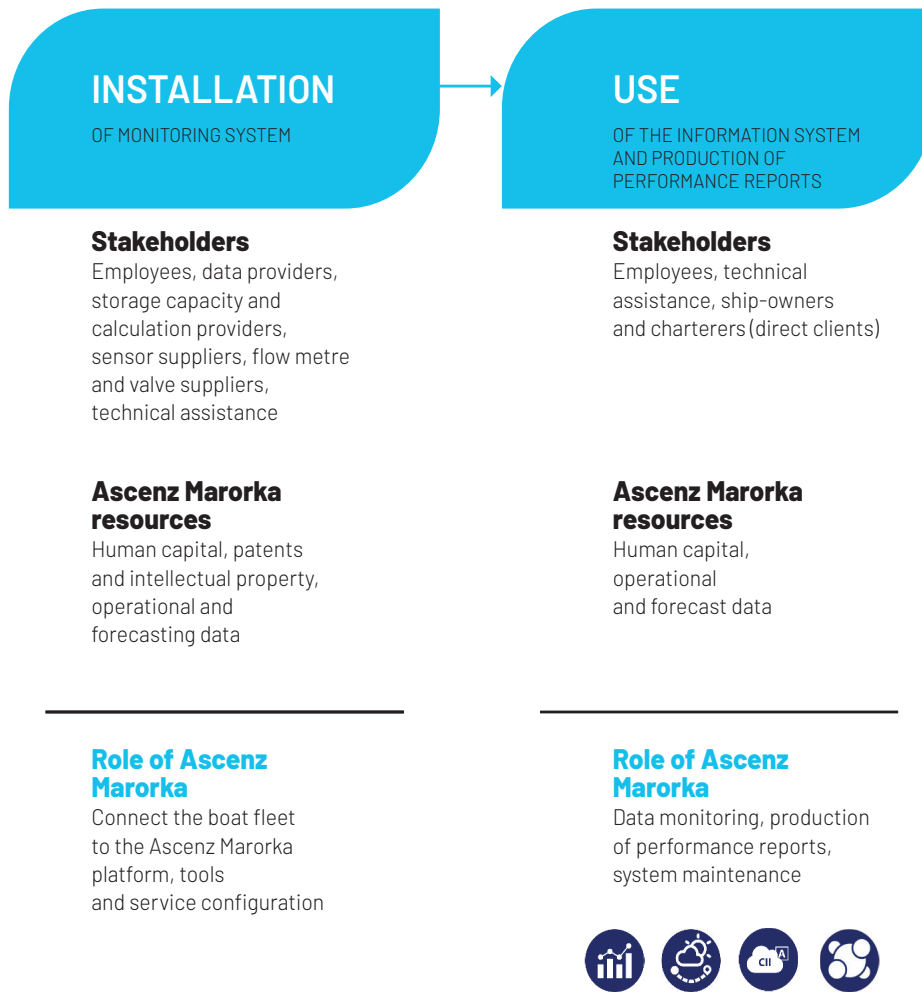 INSTALLATION
OF MONITORING SYSTEM
Stakeholders
Employees, data providers,
storage capacity and
calculation providers,
sensor suppliers, flow metre
and valve suppliers,
technical assistance
Ascenz Marorka
resources
Human capital, patents
and intellectual property,
operational and
forecasting data
Role of Ascenz
Marorka
Connect the boat fleet
to the Ascenz Marorka
platform, tools
and service configuration
USE
OF THE INFORMATION SYSTEM
AND PRODUCTION OF
PERFORMANCE REPORTS
Stakeholders
Employees, technical
assistance, ship-owners
and charterers (direct clients)
Ascenz Marorka
resources
Human capital,
operational
and forecast data
Role of Ascenz
Marorka
Data monitoring, production
of performance reports,
system maintenance
CII A